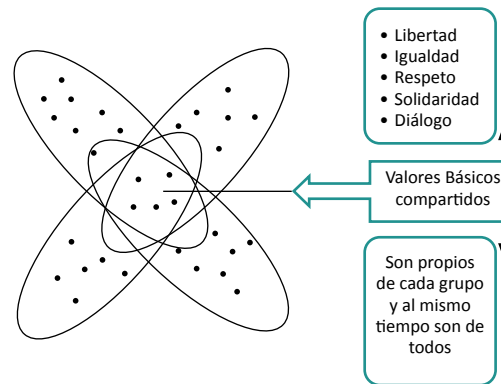 • Libertad
• Igualdad
• Respeto
• Solidaridad
• Diálogo
Valores Básicos
compartidos
Son propios
de cada grupo
y al mismo
tiempo son de
todos